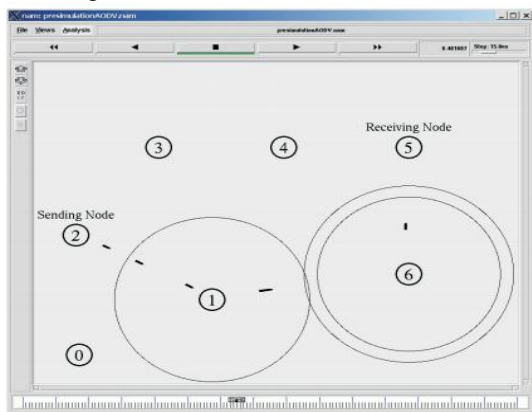 nam: presimulationAODV.nam
File Views Analysis presimulationAODV.nam
0.401607 Step: 15.8ms
3 4 Receiving Node
5
Sending Node
2
6
1
0